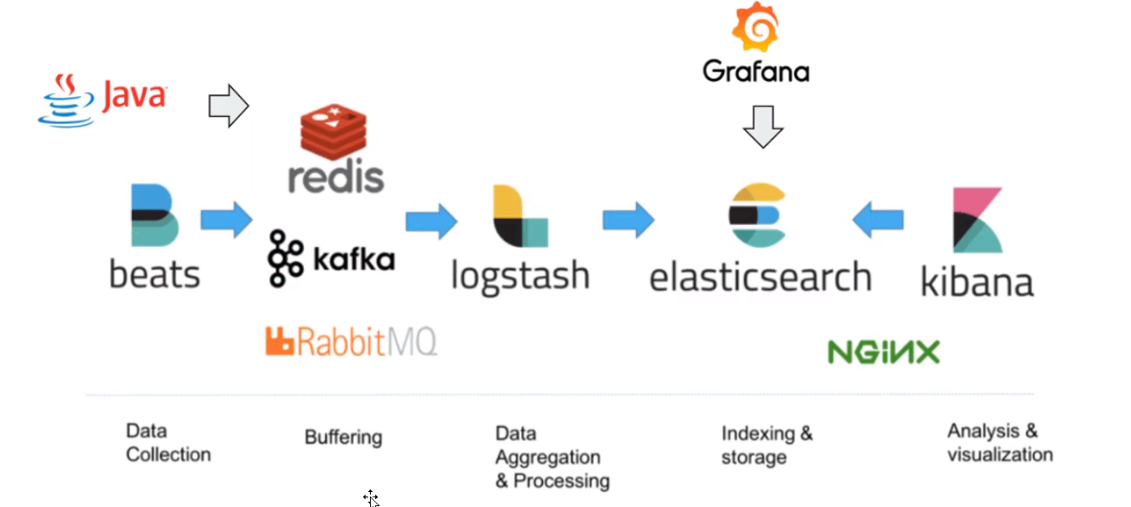 Grafana
Java
redis
beats
kafka
logstash
elasticsearch
kibana
RabbitMQ
NGINX
Data
Collection
Buffering
Data
Aggregation
& Processing
Indexing &
storage
Analysis &
visualization